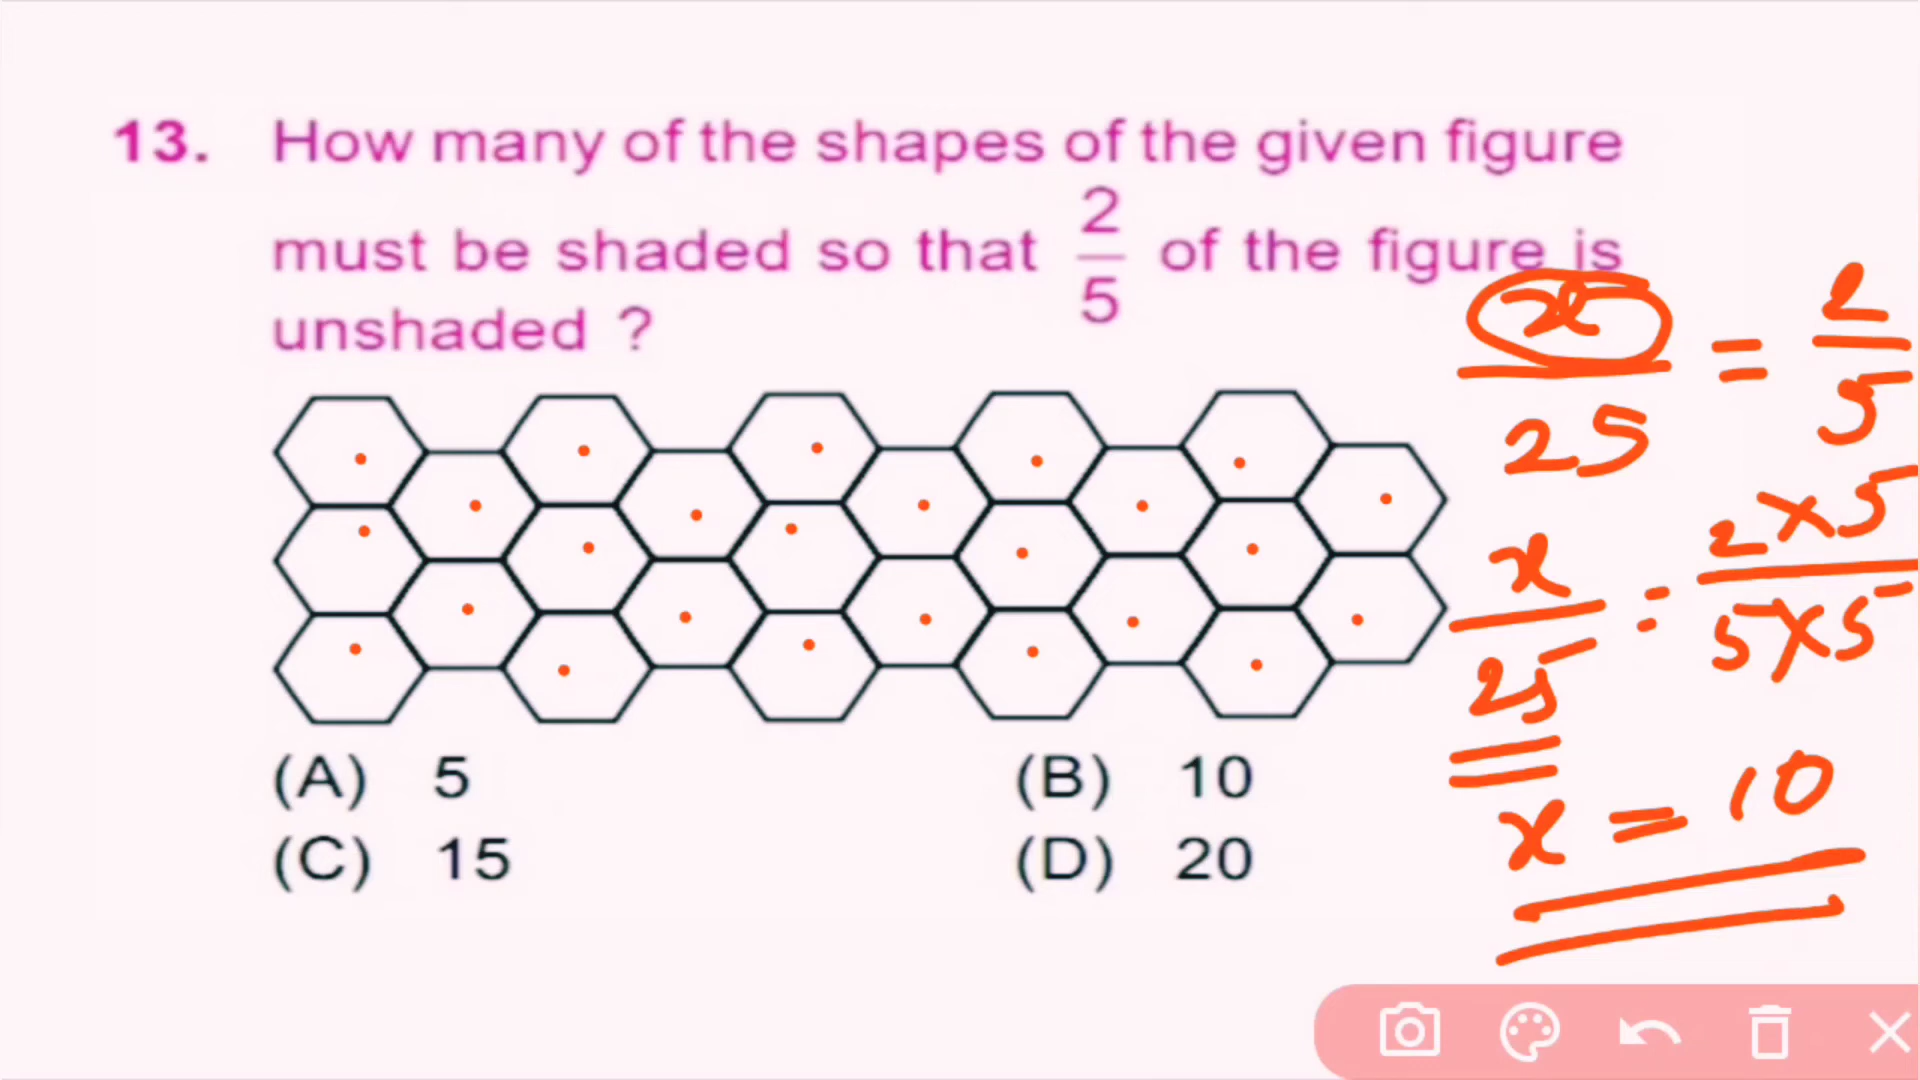 13. How many of the shapes of the given figure
must be shaded so that 2/5 of the figure is
unshaded ?
(A) 5 (B) 10
(C) 15 (D) 20
x/25 = 2/5
x/25 = 2×5/5×5
x = 10